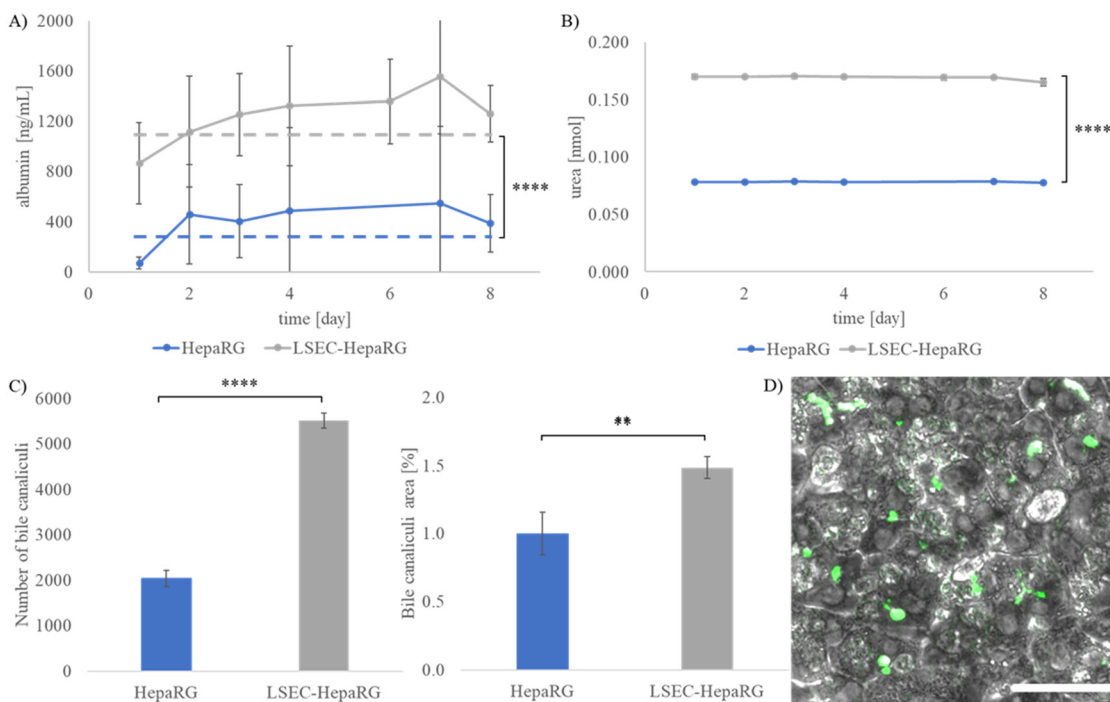 A)
albumin [ng/mL]
2000
1600
1200
800
400
0
0 2 4 6 8
time [day]
****
HepaRG LSEC-HepaRG
B)
urea [nmol]
0.200
0.150
0.100
0.050
0.000
0 2 4 6 8
time [day]
****
HepaRG LSEC-HepaRG
C)
Number of bile canaliculi
6000
5000
4000
3000
2000
1000
0
****
HepaRG LSEC-HepaRG
Bile canaliculi area [%]
2.0
1.5
1.0
0.5
0.0
**
HepaRG LSEC-HepaRG
D)